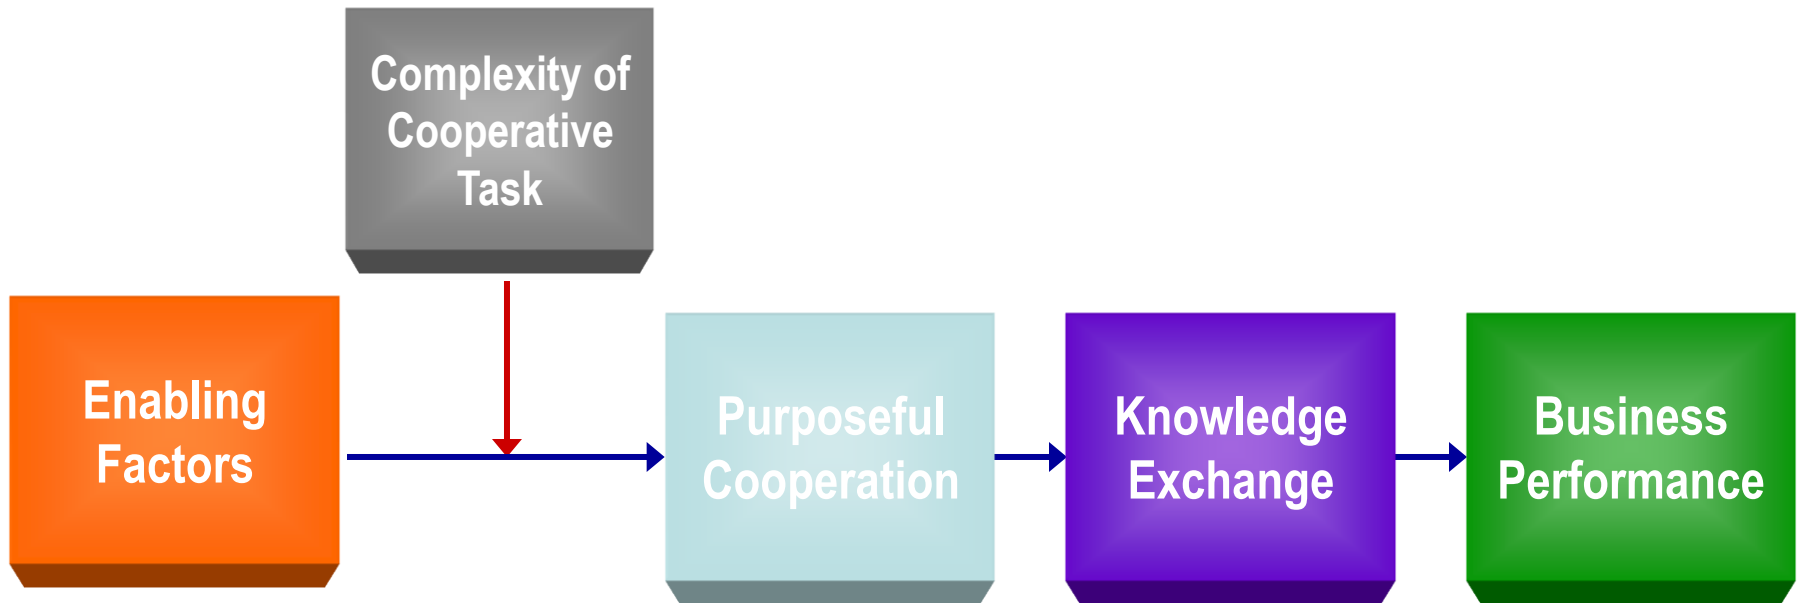 Complexity of
Cooperative
Task
Enabling
Factors
Purposeful
Cooperation
Knowledge
Exchange
Business
Performance